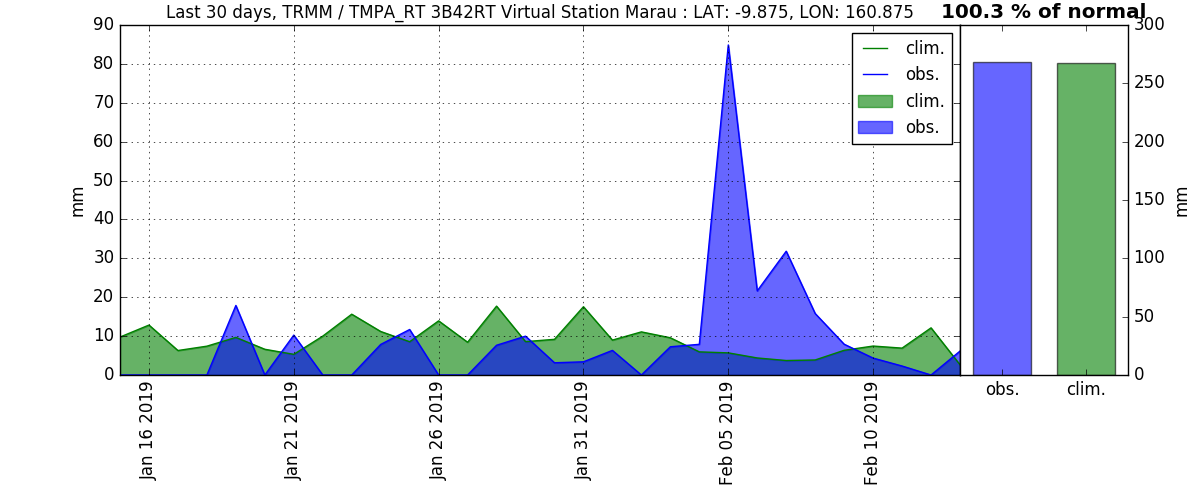 Last 30 days, TRMM / TMPA_RT 3B42RT Virtual Station Marau : LAT: -9.875, LON: 160.875
100.3 % of normal
90
80
70
60
50
40
30
20
10
0
mm
clim.
obs.
clim.
obs.
Jan 16 2019
Jan 21 2019
Jan 26 2019
Jan 31 2019
Feb 05 2019
Feb 10 2019
300
250
200
150
100
50
0
mm
obs.
clim.